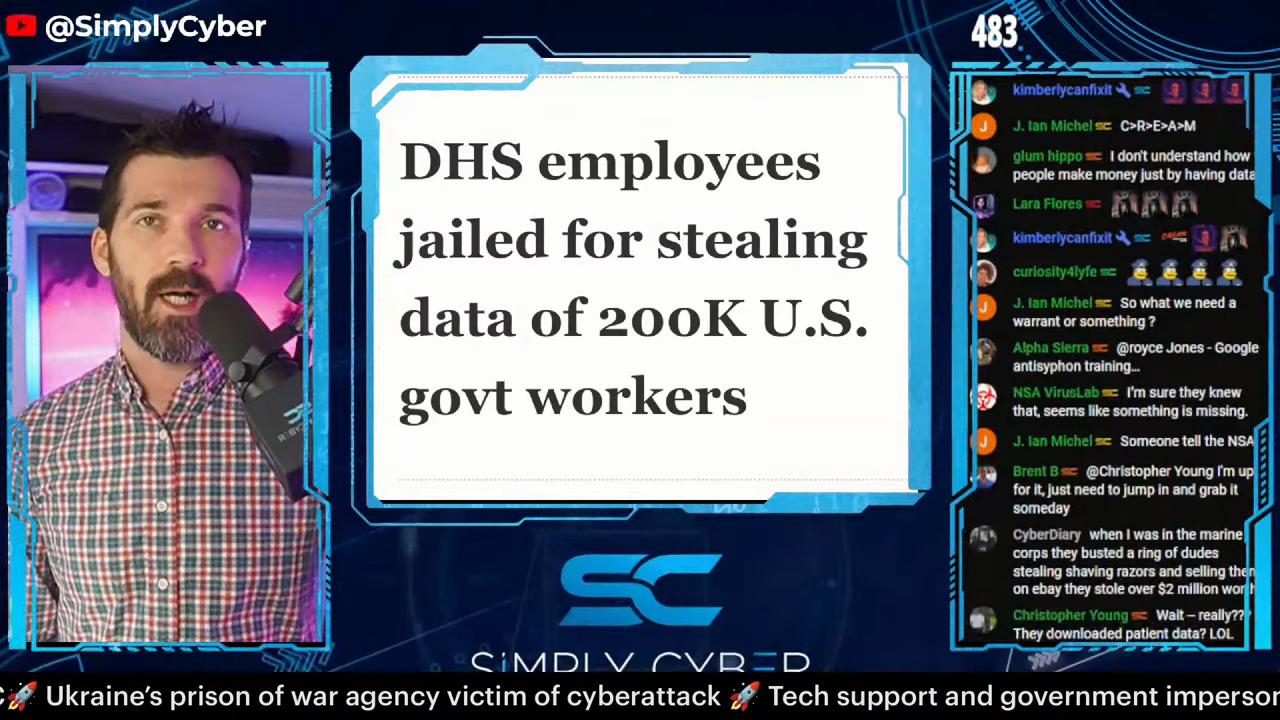 @SimplyCyber
483
DHS employees
jailed for stealing
data of 200K U.S.
govt workers
SC
SIMPLY CYBER
kimberlycanfixit
J. Ian Michel C>R>E>A>M
glum hippo I don't understand how
people make money just by having data
Lara Flores
kimberlycanfixit
curiosity4lyfe
J. Ian Michel So what we need a
warrant or something ?
Alpha Sierra @royce Jones - Google
antisyphon training...
NSA VirusLab I'm sure they knew
that, seems like something is missing.
J. Ian Michel Someone tell the NSA
Brent B @Christopher Young I'm up
for it, just need to jump in and grab it
someday
CyberDiary when I was in the marine
corps they busted a ring of dudes
stealing shaving razors and selling them
on ebay they stole over $2 million wort
Christopher Young Wait – really???
They downloaded patient data? LOL
🚀 Ukraine's prison of war agency victim of cyberattack 🚀 Tech support and government imperso